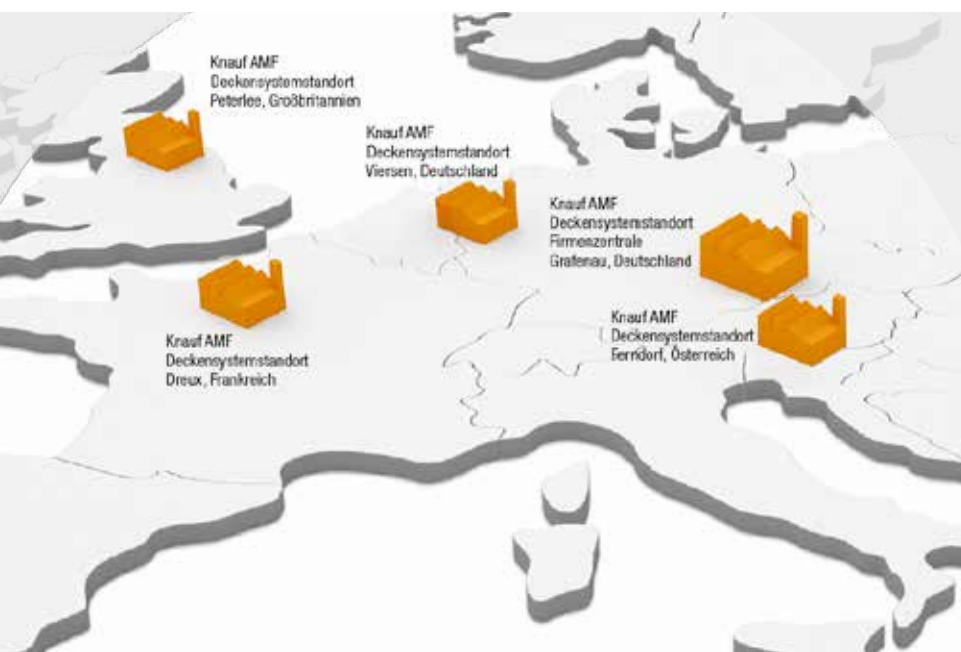 Knauf AMF
Deckensystemstandort
Peterlee, Großbritannien
Knauf AMF
Deckensystemstandort
Viersen, Deutschland
Knauf AMF
Deckensystemstandort
Firmenzentrale
Grafenau, Deutschland
Knauf AMF
Deckensystemstandort
Ferndorf, Österreich
Knauf AMF
Deckensystemstandort
Dreux, Frankreich